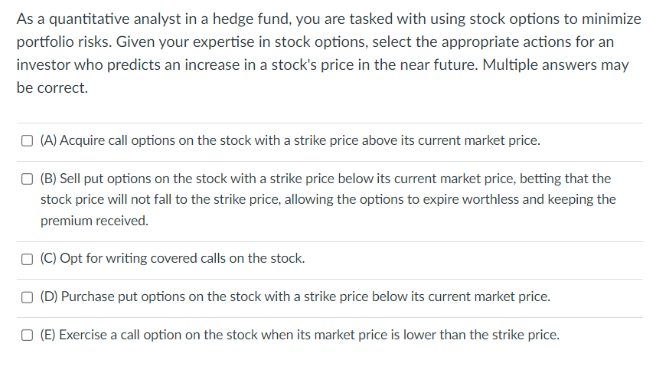 As a quantitative analyst in a hedge fund, you are tasked with using stock options to minimize
portfolio risks. Given your expertise in stock options, select the appropriate actions for an
investor who predicts an increase in a stock's price in the near future. Multiple answers may
be correct.
(A) Acquire call options on the stock with a strike price above its current market price.
(B) Sell put options on the stock with a strike price below its current market price, betting that the
stock price will not fall to the strike price, allowing the options to expire worthless and keeping the
premium received.
(C) Opt for writing covered calls on the stock.
(D) Purchase put options on the stock with a strike price below its current market price.
(E) Exercise a call option on the stock when its market price is lower than the strike price.